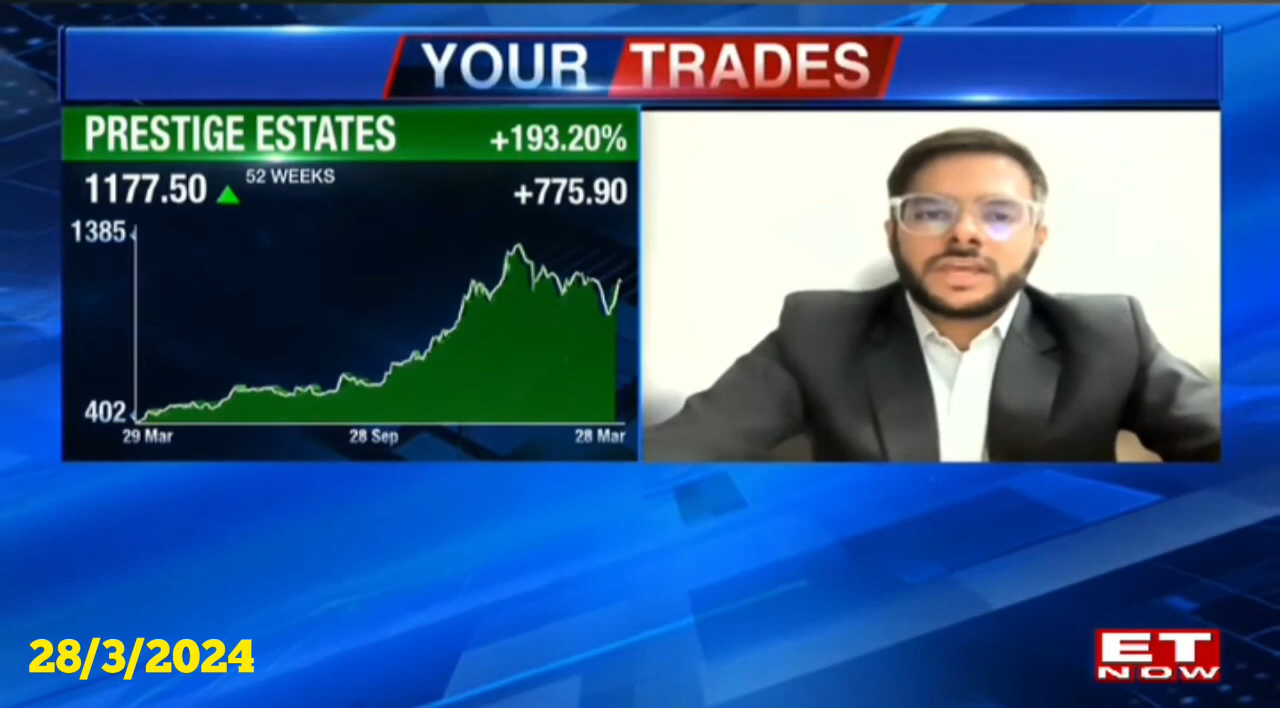 YOUR TRADES
PRESTIGE ESTATES +193.20%
1177.50 52 WEEKS +775.90
1385
402
29 Mar 28 Sep 28 Mar
28/3/2024
ET
NOW